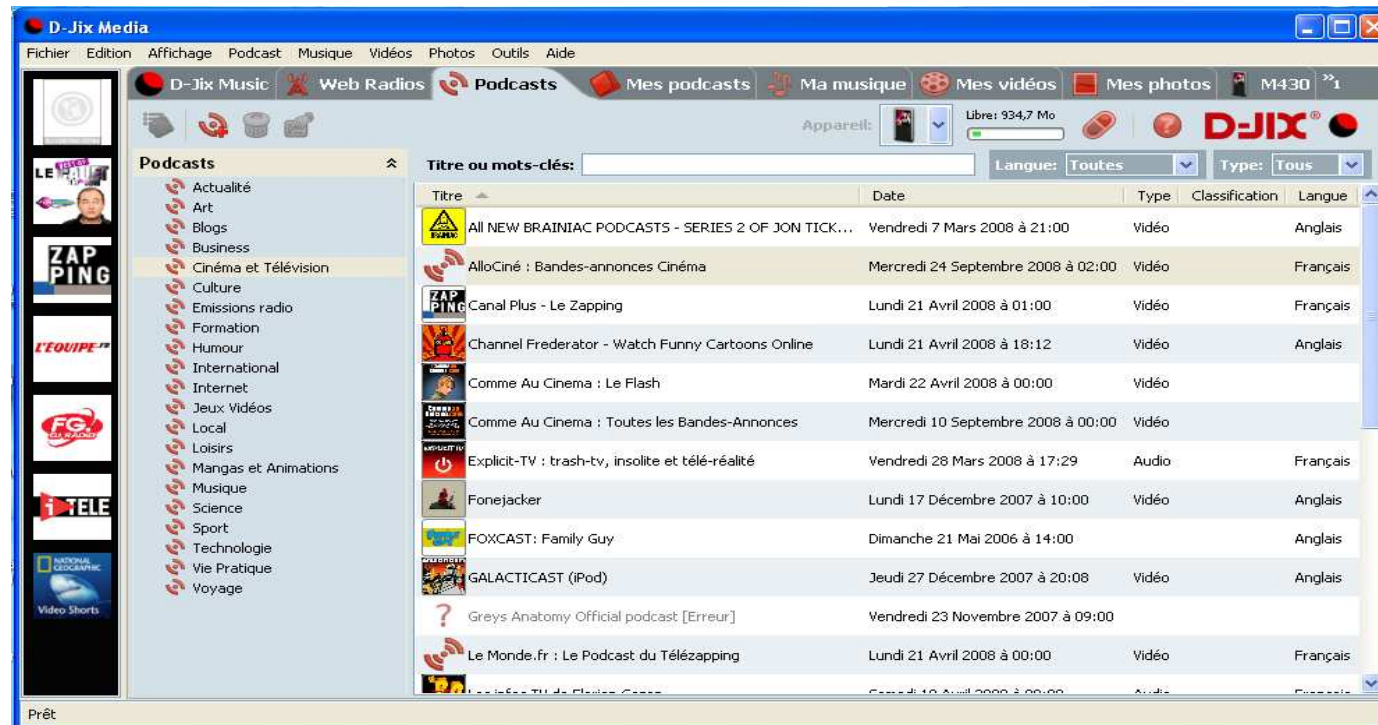 D-Jix Media
Fichier Edition Affichage Podcast Musique Vidéos Photos Outils Aide
D-Jix Music Web Radios Podcasts Mes podcasts Ma musique Mes vidéos Mes photos M430 »1
Appareil: Libre: 934,7 Mo D-JIX®
Podcasts
Titre ou mots-clés: Langue: Toutes Type: Tous
Actualité
Art
Blogs
Business
Cinéma et Télévision
Culture
Emissions radio
Formation
Humour
International
Internet
Jeux Vidéos
Local
Loisirs
Mangas et Animations
Musique
Science
Sport
Technologie
Vie Pratique
Voyage
Titre Date Type Classification Langue
All NEW BRAINIAC PODCASTS - SERIES 2 OF JON TICK... Vendredi 7 Mars 2008 à 21:00 Vidéo Anglais
AlloCiné : Bandes-annonces Cinéma Mercredi 24 Septembre 2008 à 02:00 Vidéo Français
ZAP PING Canal Plus - Le Zapping Lundi 21 Avril 2008 à 01:00 Vidéo Français
Channel Frederator - Watch Funny Cartoons Online Lundi 21 Avril 2008 à 18:12 Vidéo Anglais
Comme Au Cinema : Le Flash Mardi 22 Avril 2008 à 00:00 Vidéo
Comme Au Cinema : Toutes les Bandes-Annonces Mercredi 10 Septembre 2008 à 00:00 Vidéo
Explicit-TV : trash-tv, insolite et télé-réalité Vendredi 28 Mars 2008 à 17:29 Audio Français
Fonejacker Lundi 17 Décembre 2007 à 10:00 Vidéo Anglais
FOXCAST: Family Guy Dimanche 21 Mai 2006 à 14:00 Anglais
GALACTICAST (iPod) Jeudi 27 Décembre 2007 à 20:08 Vidéo Anglais
? Greys Anatomy Official podcast [Erreur] Vendredi 23 Novembre 2007 à 09:00
Le Monde.fr : Le Podcast du Télézapping Lundi 21 Avril 2008 à 00:00 Vidéo Français
LE
ZAP
PING
L'EQUIPE
FG.
DJ RADIO
i TELE
NATIONAL
GEOGRAPHIC
Video Shorts
Prêt